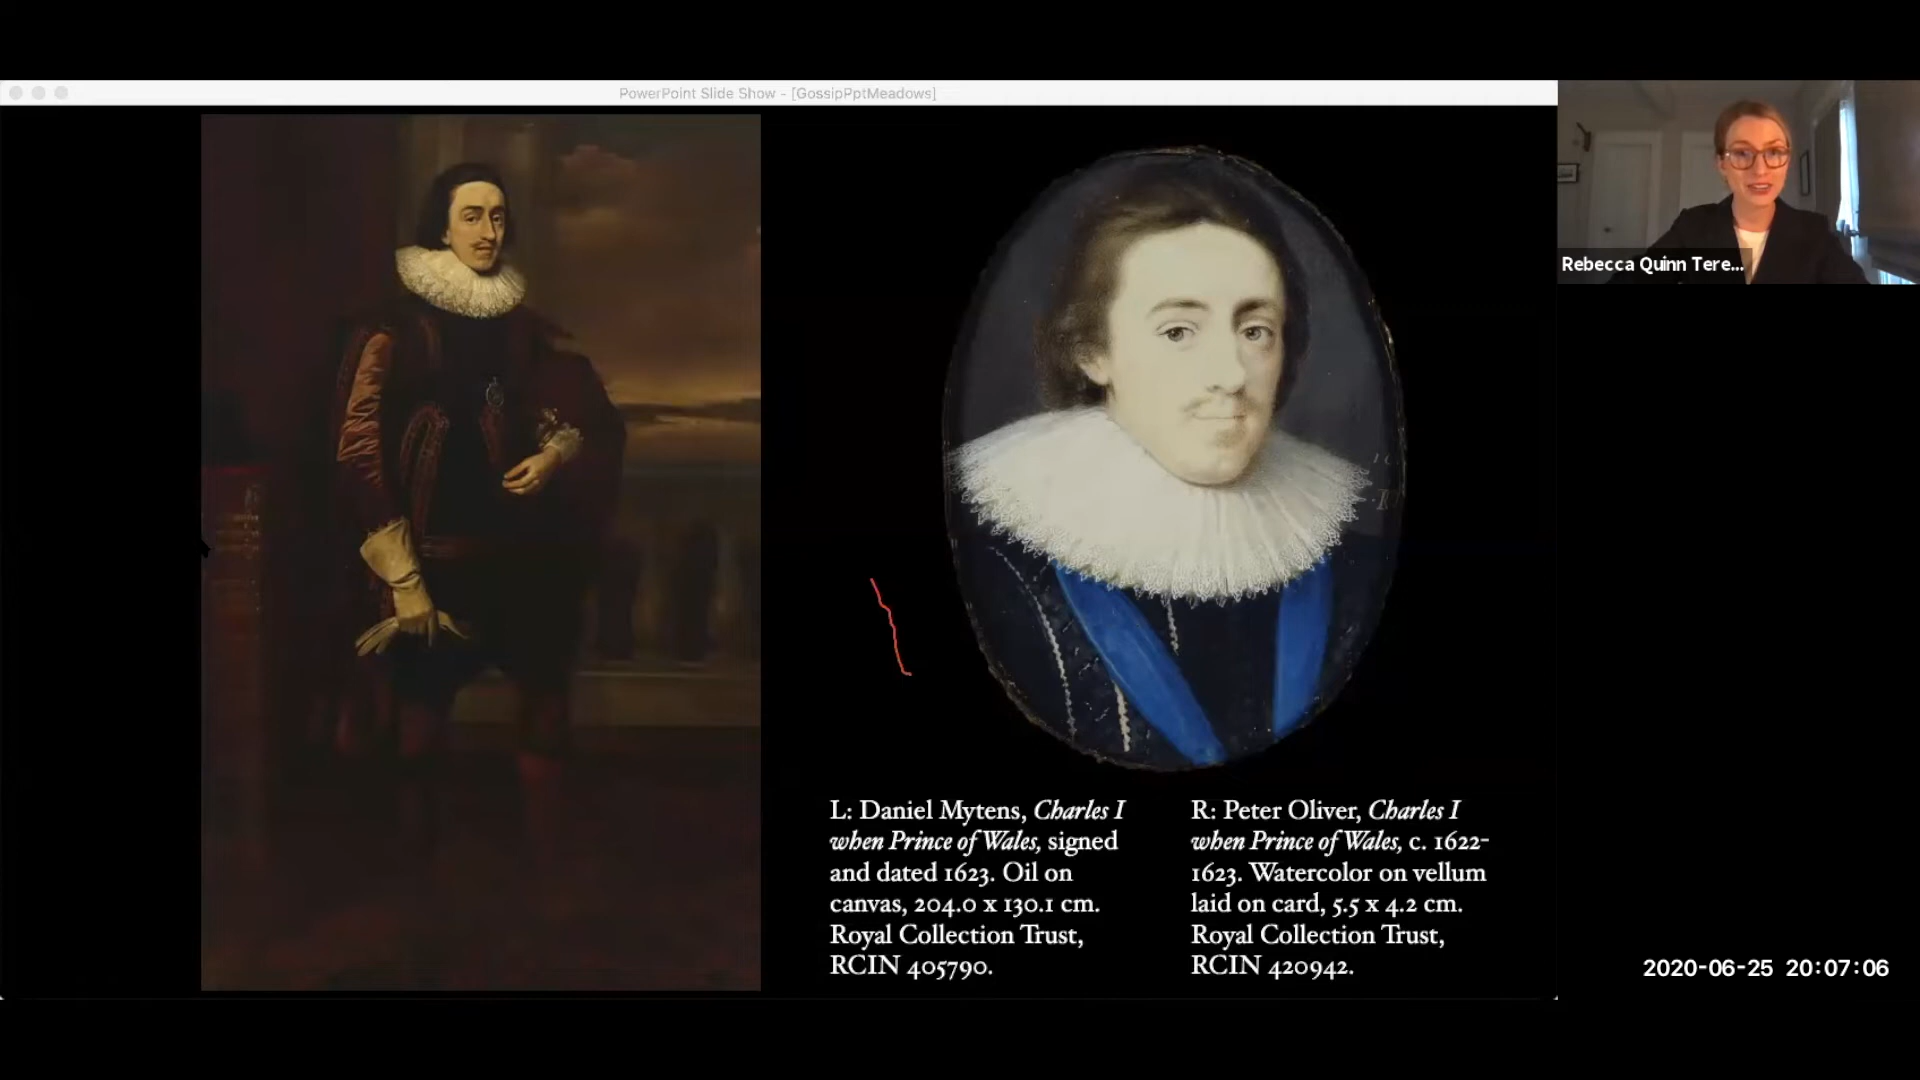 PowerPoint Slide Show - [GossipPptMeadows]
Rebecca Quinn Tere...
L: Daniel Mytens, Charles I
when Prince of Wales, signed
and dated 1623. Oil on
canvas, 204.0 x 130.1 cm.
Royal Collection Trust,
RCIN 405790.
R: Peter Oliver, Charles I
when Prince of Wales, c. 1622-
1623. Watercolor on vellum
laid on card, 5.5 x 4.2 cm.
Royal Collection Trust,
RCIN 420942.
2020-06-25 20:07:06